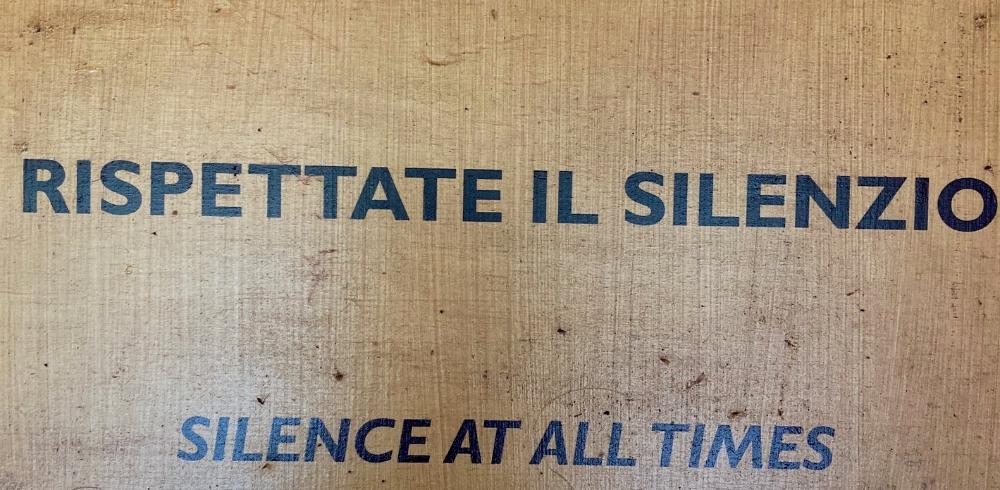 RISPETTATE IL SILENZIO
SILENCE AT ALL TIMES